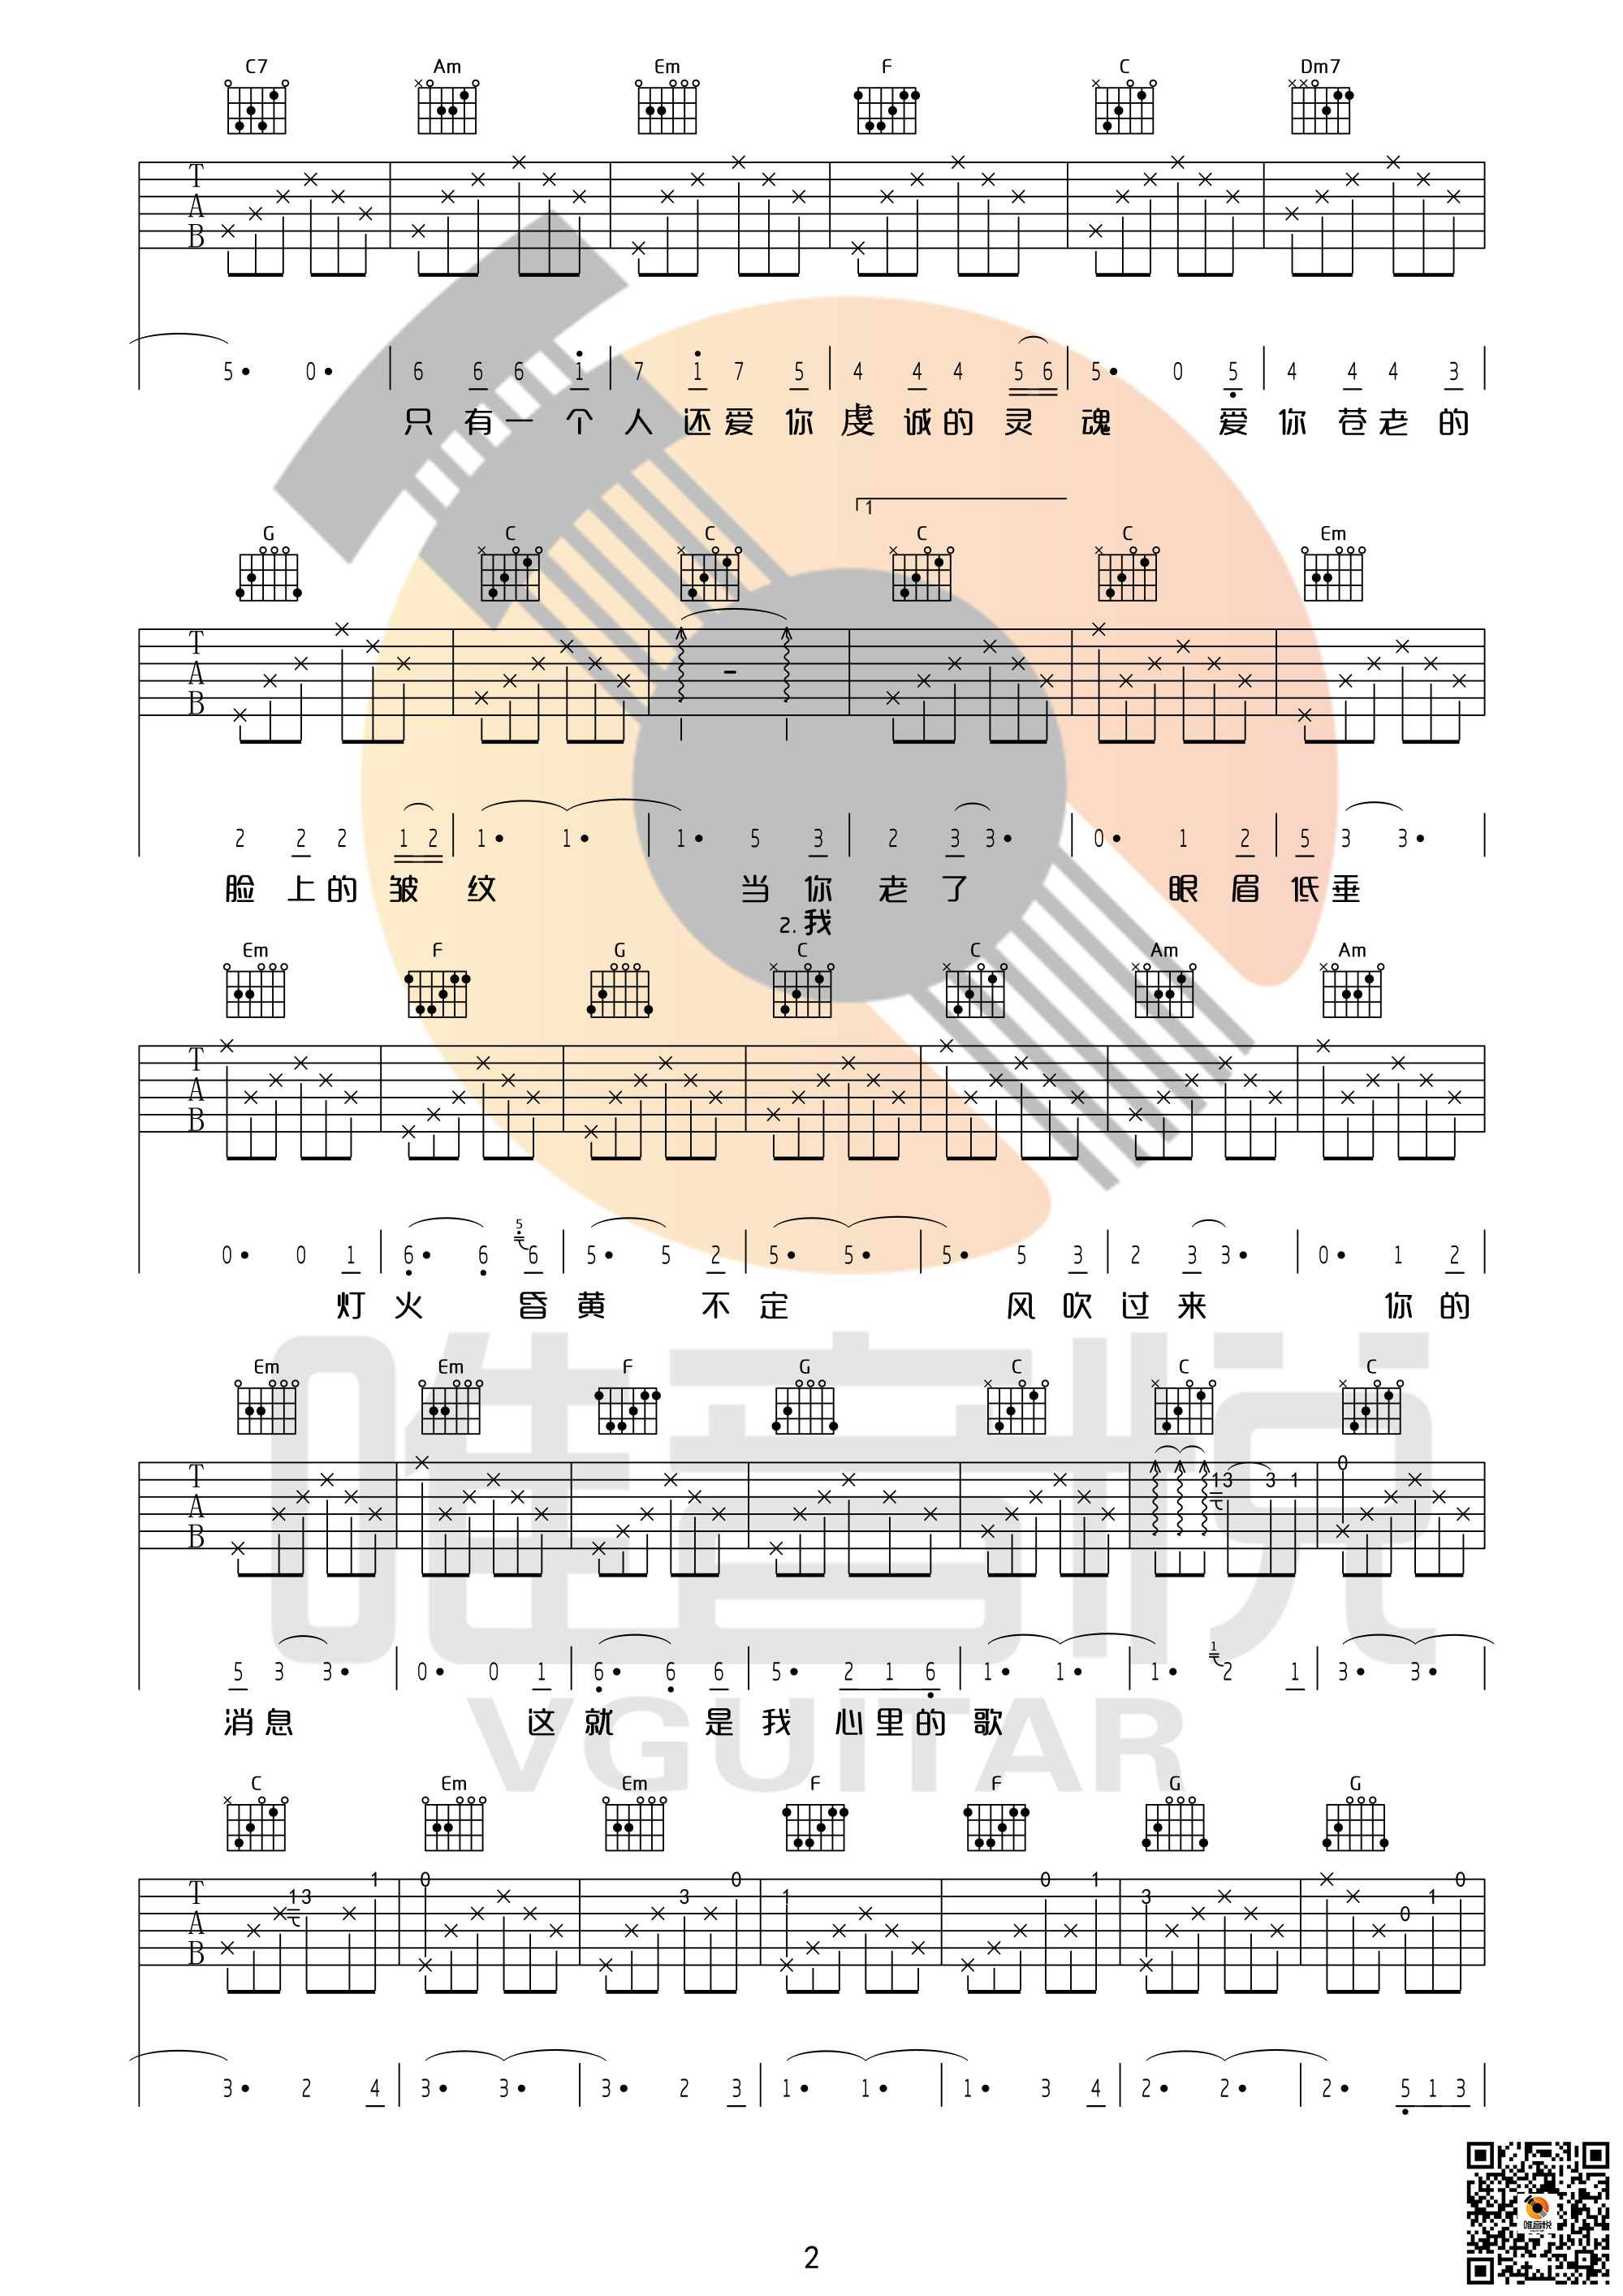 C7 Am Em F C Dm7
T A B
5· 0· 6 6 6 1 7 1 7 5 4 4 4 5 6 5· 0 5 4 4 4 3
只 有 一 个 人 还 爱 你 虔 诚 的 灵 魂 爱 你 苍 老 的
1
G C C C C Em
T A B
2 2 2 1 2 1· 1· 1· 5 3 2 3 3· 0· 1 2 5 3 3·
脸 上 的 皱 纹 当 你 老 了 眼 眉 低 垂
2. 我
Em F G C C Am Am
T A B
0· 0 1 6· 6 5 6 5· 5 2 5· 5· 5· 5 3 2 3 3· 0· 1 2
灯 火 昏 黄 不 定 风 吹 过 来 你 的
Em Em F G C C C
T A B 1 3 3 1 0
5 3 3· 0· 0 1 6· 6 6 5· 2 1 6 1· 1· 1· 1 2 1 3· 3·
消 息 这 就 是 我 心 里 的 歌
唯音悦
VGUITAR
C Em Em F F G G
T A B 1 3 1 0 3 0 1 0 1 3 0 1 0
3· 2 4 3· 3· 3· 2 3 1· 1· 1· 3 4 2· 2· 2· 5 1 3
唯音悦
2